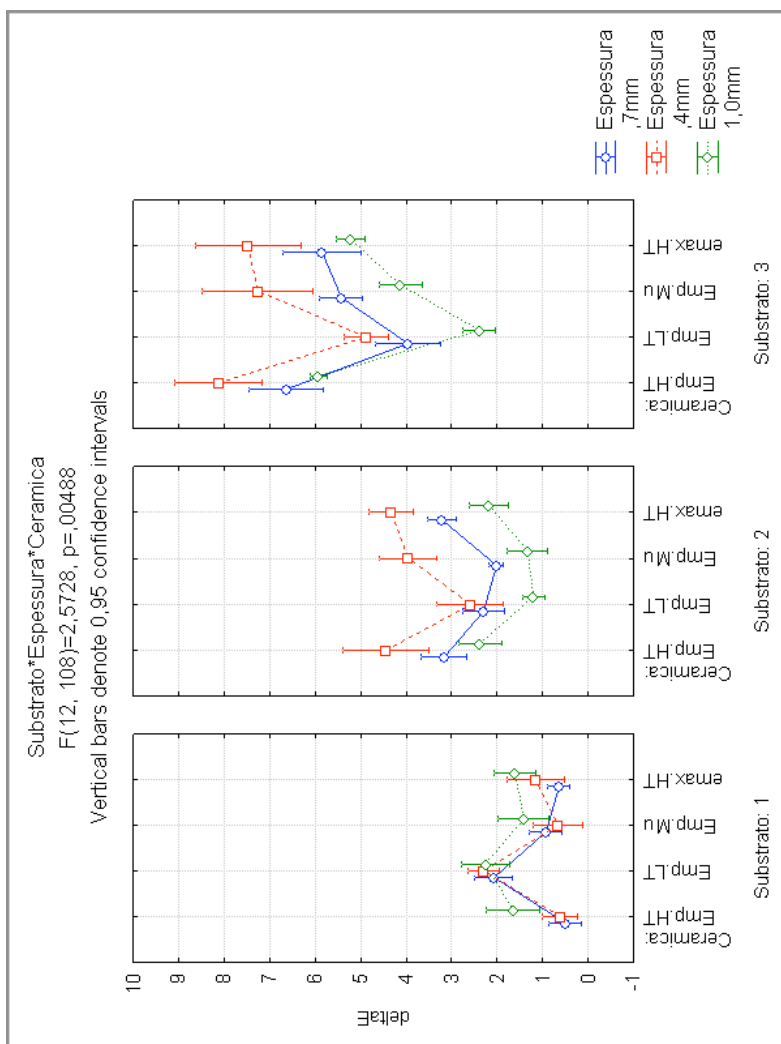 Substrato*Espessura*Ceramica
F(12, 108)=2,5728, p=,00488
Vertical bars denote 0,95 confidence intervals
deltaE
10
9
8
7
6
5
4
3
2
1
0
-1
Ceramica:
Emp.HT
Emp.LT
Emp.Mu
emax.HT
Substrato: 1
Ceramica:
Emp.HT
Emp.LT
Emp.Mu
emax.HT
Substrato: 2
Ceramica:
Emp.HT
Emp.LT
Emp.Mu
emax.HT
Substrato: 3
Espessura
,7mm
Espessura
,4mm
Espessura
1,0mm